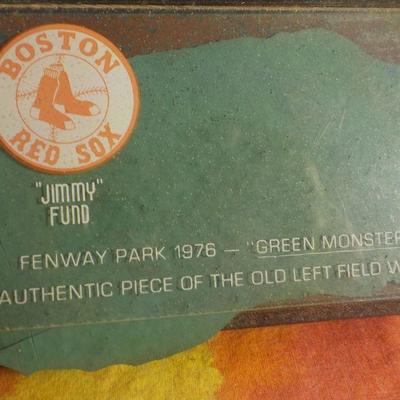 BOSTON
RED SOX
"JIMMY"
FUND
FENWAY PARK 1976 — "GREEN MONSTER
AUTHENTIC PIECE OF THE OLD LEFT FIELD W